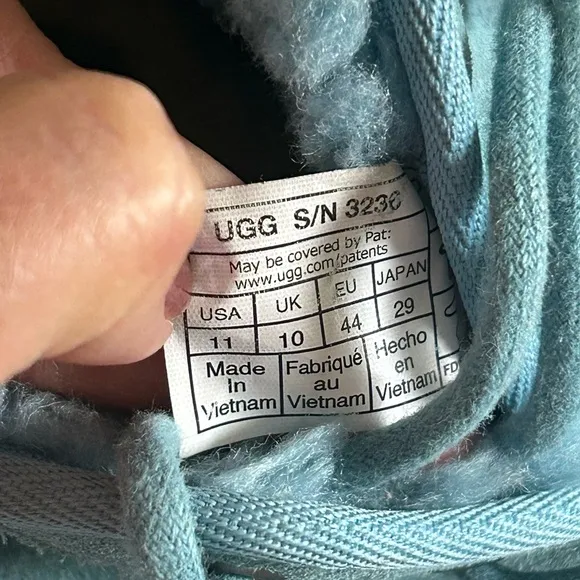 UGG S/N 3236
May be covered by Pat:
www.ugg.com/patents
USA UK EU JAPAN
11 10 44 29
Made In Vietnam
Fabriqué au Vietnam
Hecho en Vietnam
FD